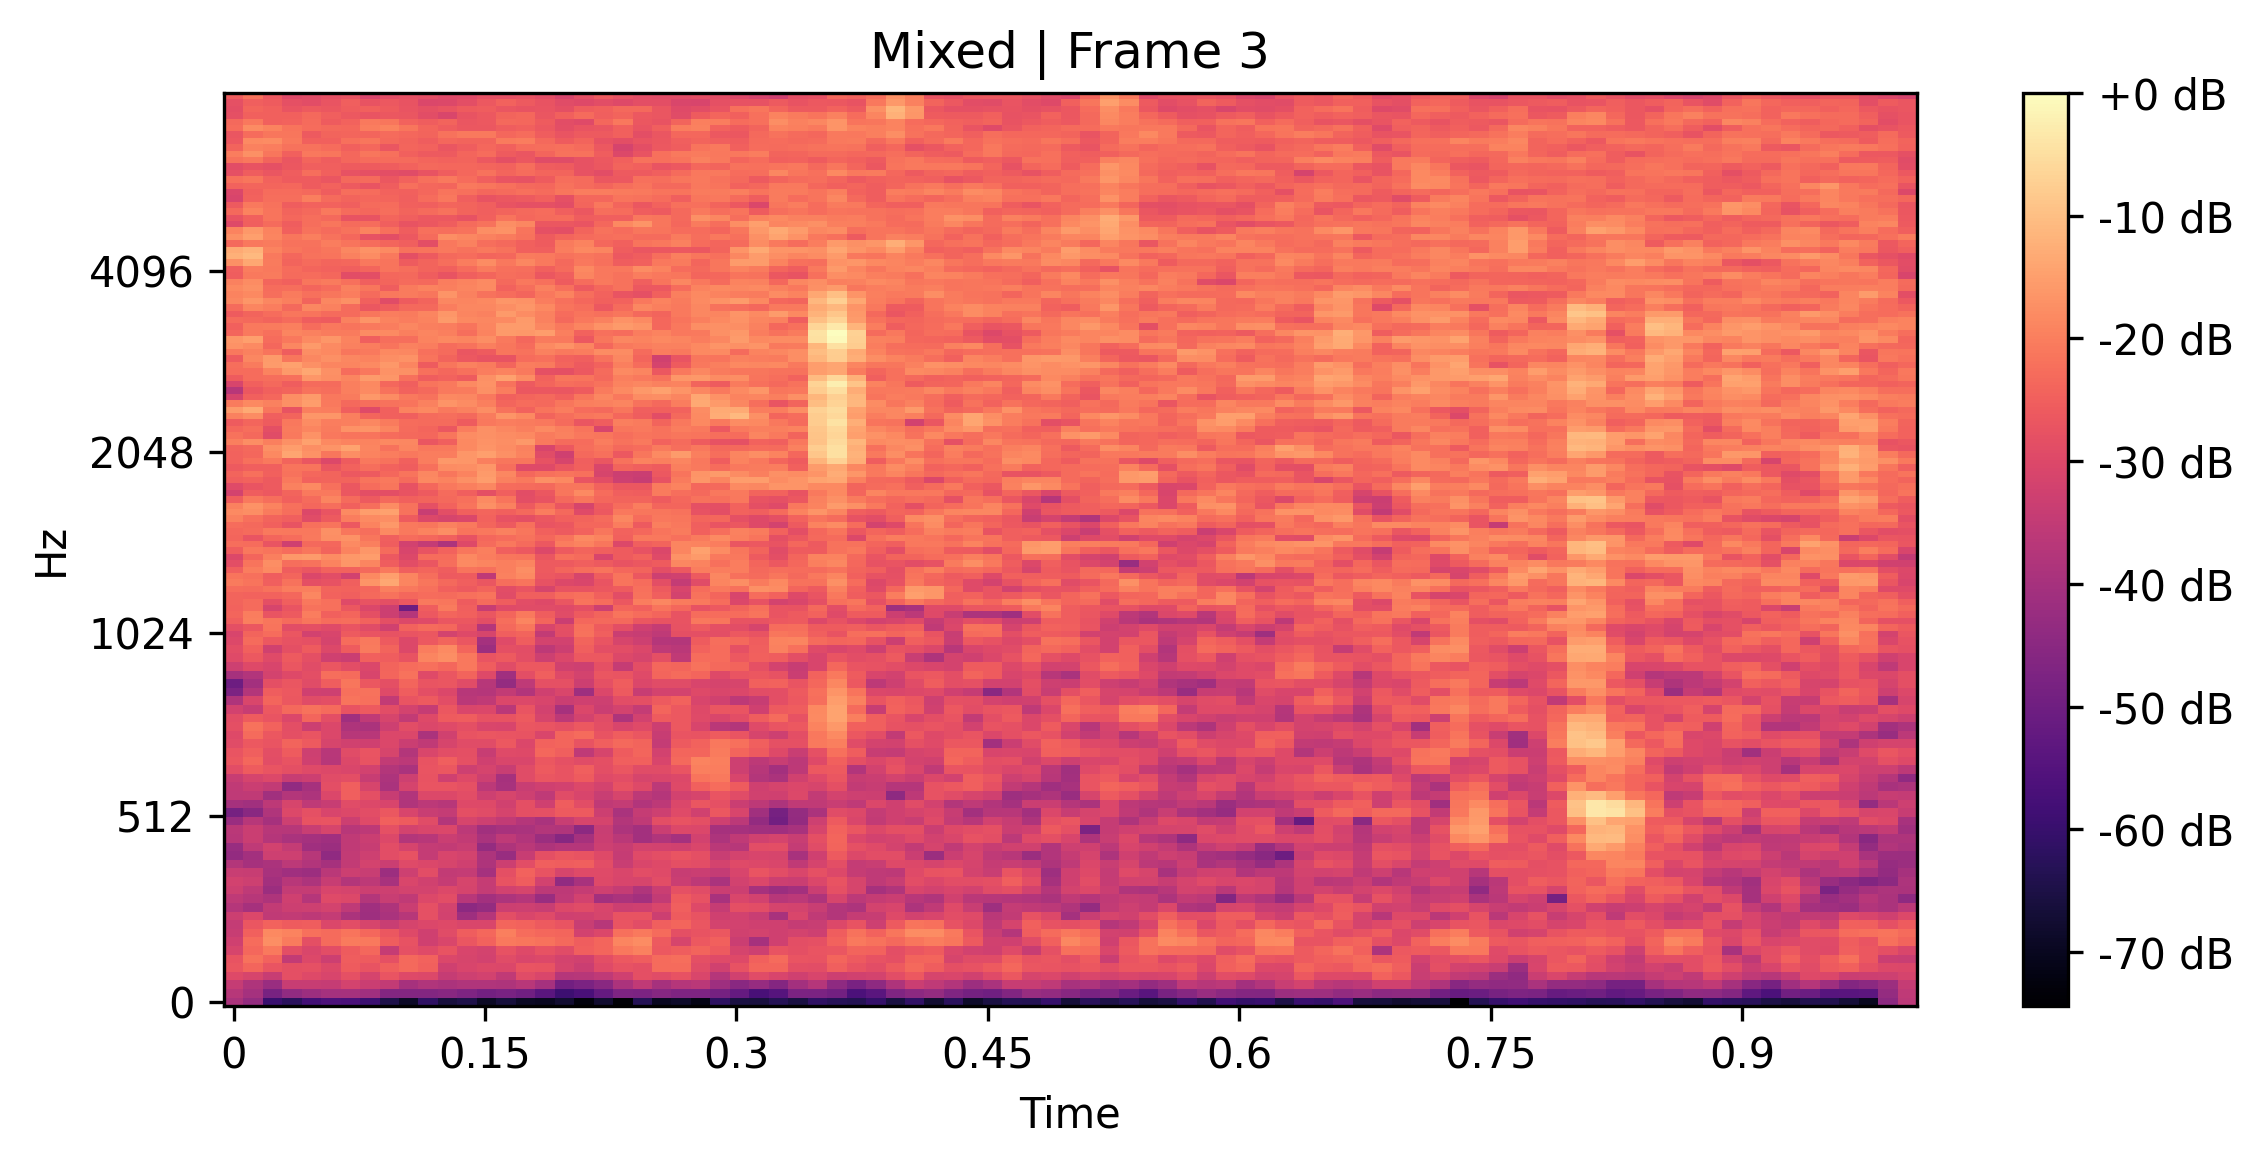 Mixed | Frame 3
+0 dB
-10 dB
-20 dB
-30 dB
-40 dB
-50 dB
-60 dB
-70 dB
Hz
4096
2048
1024
512
0
0 0.15 0.3 0.45 0.6 0.75 0.9
Time